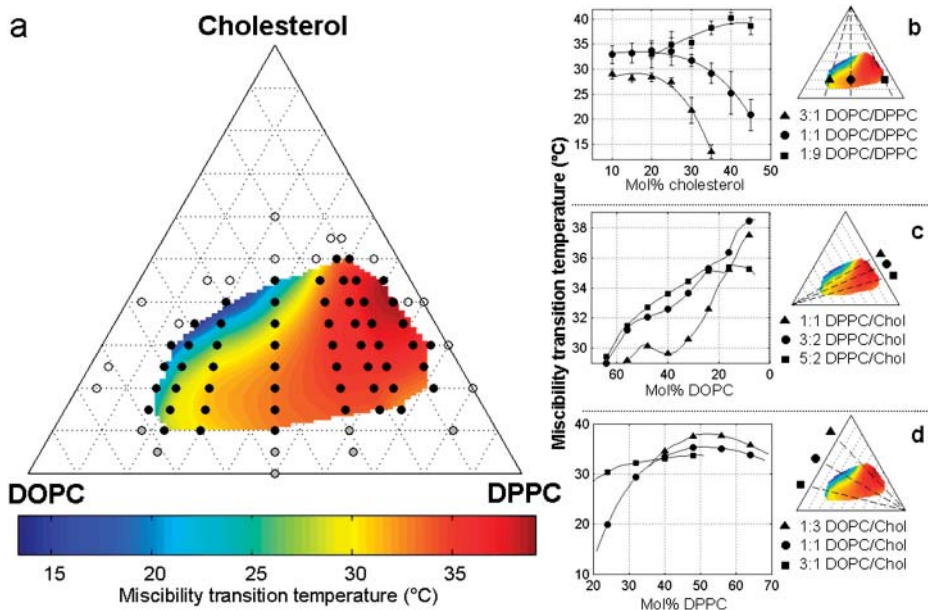 a
Cholesterol
DOPC
DPPC
15
20
25
30
35
Miscibility transition temperature (°C)
Miscibility transition temperature (°C)
b
40
35
30
25
20
15
0
10
20
30
40
50
Mol% cholesterol
3:1 DOPC/DPPC
1:1 DOPC/DPPC
1:9 DOPC/DPPC
c
38
36
34
32
30
60
40
20
0
Mol% DOPC
1:1 DPPC/Chol
3:2 DPPC/Chol
5:2 DPPC/Chol
d
40
30
20
10
20
30
40
50
60
70
Mol% DPPC
1:3 DOPC/Chol
1:1 DOPC/Chol
3:1 DOPC/Chol